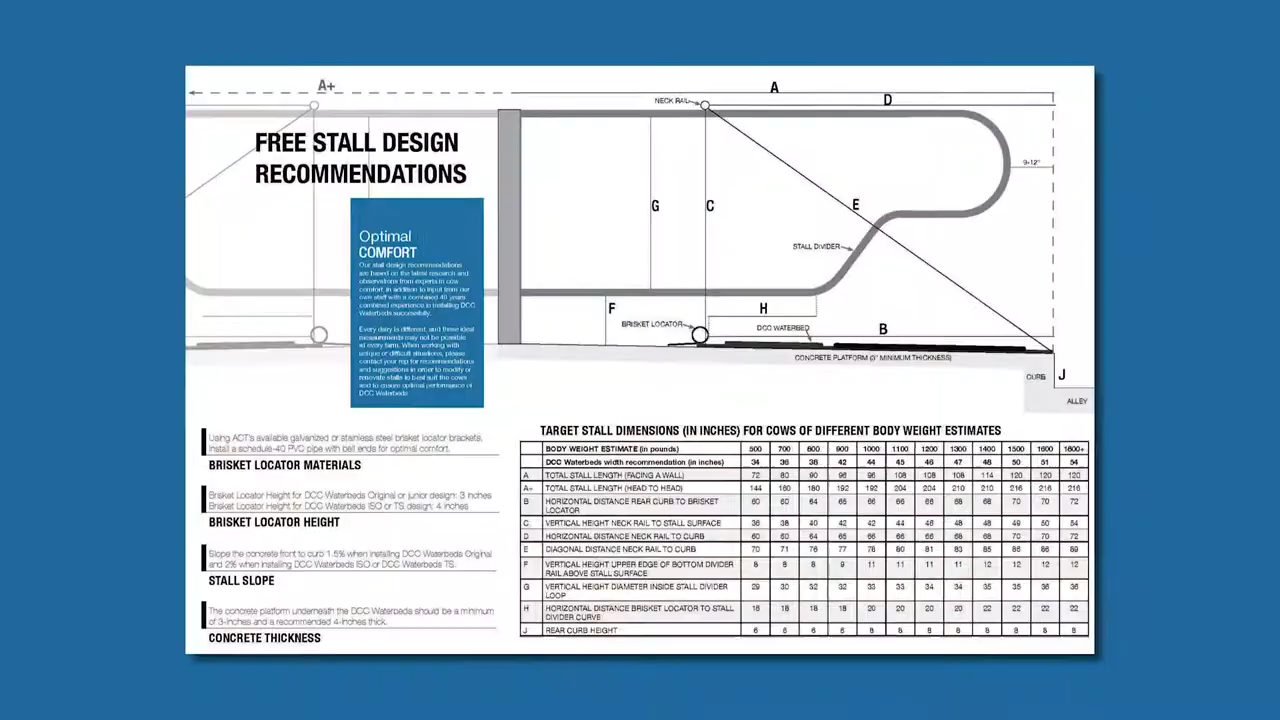 A+
A
NECK RAIL
D
FREE STALL DESIGN
RECOMMENDATIONS
9-12"
G
C
E
Optimal
COMFORT
Our stall design recommendations
are based on the latest research and
observations from experts in cow
comfort, in addition to input from our
own staff with a combined 40 years
combined experience in installing DCC
Waterbeds successfully.
Every dairy is different, and these ideal
measurements may not be possible
at every farm. When working with
unique or difficult situations, please
contact your rep for recommendations
and suggestions in order to modify or
renovate stalls to best suit the cows
and to ensure optimal performance of
DCC Waterbeds
STALL DIVIDER
F
H
BRISKET LOCATOR
DCC WATERBED
B
CONCRETE PLATFORM (3" MINIMUM THICKNESS)
J
CURB
ALLEY
Using ACT's available galvanized or stainless steel brisket locator brackets,
install a schedule-40 PVC pipe with bell ends for optimal comfort.
BRISKET LOCATOR MATERIALS
Brisket Locator Height for DCC Waterbeds Original or junior design: 3 inches
Brisket Locator Height for DCC Waterbeds ISO or TS design: 4 inches
BRISKET LOCATOR HEIGHT
Slope the concrete front to curb 1.5% when installing DCC Waterbeds Original
and 2% when installing DCC Waterbeds ISO or DCC Waterbeds TS.
STALL SLOPE
The concrete platform underneath the DCC Waterbeds should be a minimum
of 3-inches and a recommended 4-inches thick.
CONCRETE THICKNESS
TARGET STALL DIMENSIONS (IN INCHES) FOR COWS OF DIFFERENT BODY WEIGHT ESTIMATES
BODY WEIGHT ESTIMATE (in pounds) 500 700 800 900 1000 1100 1200 1300 1400 1500 1600 1600+
DCC Waterbeds width recommendation (in inches) 34 36 38 42 44 45 46 47 48 50 51 54
A TOTAL STALL LENGTH (FACING A WALL) 72 80 90 96 96 108 108 108 114 120 120 120
A+ TOTAL STALL LENGTH (HEAD TO HEAD) 144 160 180 192 192 204 204 210 210 216 216 216
B HORIZONTAL DISTANCE REAR CURB TO BRISKET LOCATOR 60 60 64 65 66 66 66 68 68 70 70 72
C VERTICAL HEIGHT NECK RAIL TO STALL SURFACE 36 38 40 42 42 44 46 48 48 49 50 54
D HORIZONTAL DISTANCE NECK RAIL TO CURB 60 60 64 65 66 66 66 68 68 70 70 72
E DIAGONAL DISTANCE NECK RAIL TO CURB 70 71 76 77 78 80 81 83 85 86 86 89
F VERTICAL HEIGHT UPPER EDGE OF BOTTOM DIVIDER RAIL ABOVE STALL SURFACE 8 8 8 9 11 11 11 11 12 12 12 12
G VERTICAL HEIGHT DIAMETER INSIDE STALL DIVIDER LOOP 29 30 32 32 33 33 34 34 35 35 36 36
H HORIZONTAL DISTANCE BRISKET LOCATOR TO STALL DIVIDER CURVE 18 18 18 18 20 20 20 20 22 22 22 22
J REAR CURB HEIGHT 6 6 8 8 8 8 8 8 8 8 8 8